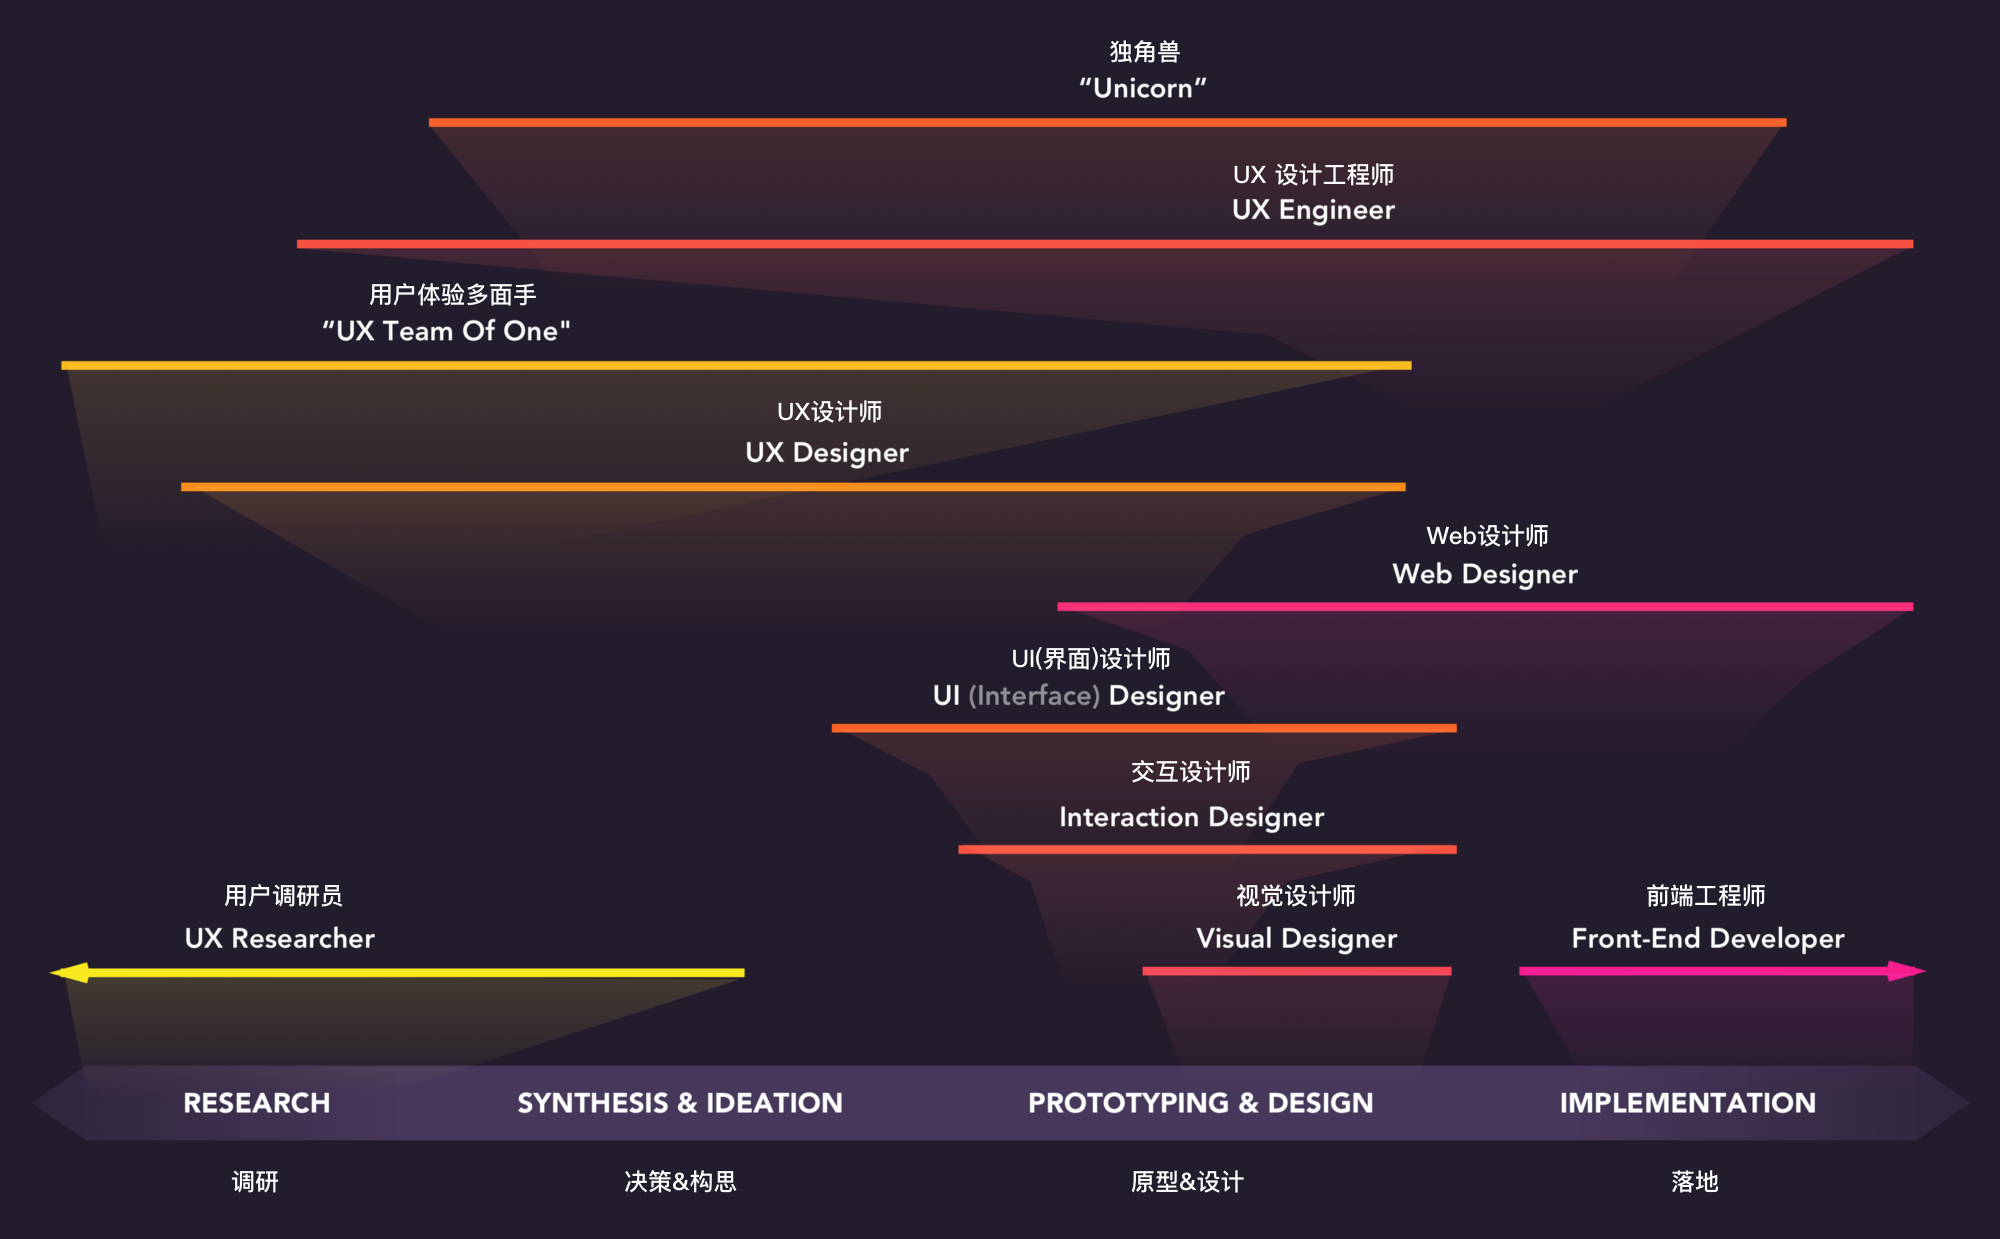 独角兽
“Unicorn”
UX 设计工程师
UX Engineer
用户体验多面手
“UX Team Of One"
UX设计师
UX Designer
Web设计师
Web Designer
UI(界面)设计师
UI (Interface) Designer
交互设计师
Interaction Designer
用户调研员
UX Researcher
视觉设计师
Visual Designer
前端工程师
Front-End Developer
RESEARCH
SYNTHESIS & IDEATION
PROTOTYPING & DESIGN
IMPLEMENTATION
调研
决策&构思
原型&设计
落地